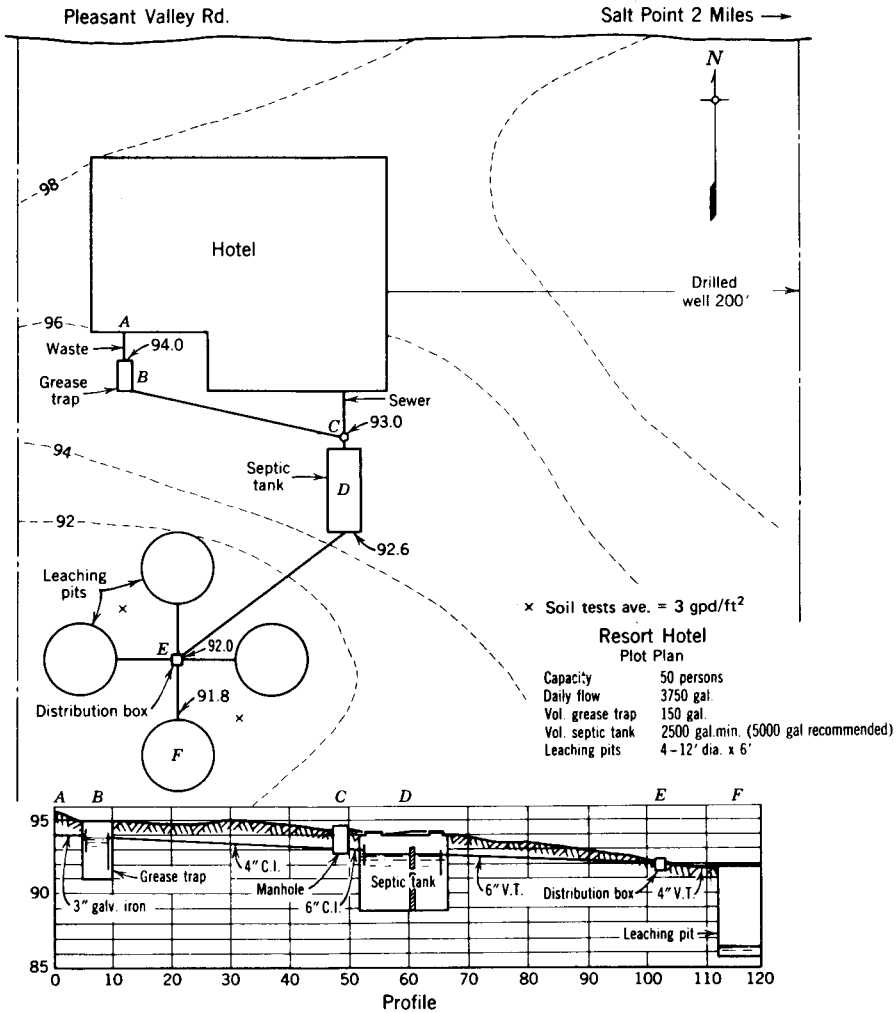 Pleasant Valley Rd.
Salt Point 2 Miles
N
98
Hotel
Drilled
well 200'
96
A
Waste
94.0
B
Grease
trap
Sewer
C
93.0
94
Septic
tank
D
92
92.6
Leaching
pits
× Soil tests ave. = 3 gpd/ft²
Resort Hotel
Plot Plan
E
92.0
Capacity 50 persons
Daily flow 3750 gal.
Vol. grease trap 150 gal.
Vol. septic tank 2500 gal.min. (5000 gal recommended)
Leaching pits 4–12' dia. x 6'
91.8
Distribution box
F
A B C D E F
95
90
85
Grease trap
3" galv. iron
4" C.I.
Manhole
6" C.I.
Septic tank
6" V.T.
Distribution box
4" V.T.
Leaching pit
0 10 20 30 40 50 60 70 80 90 100 110 120
Profile